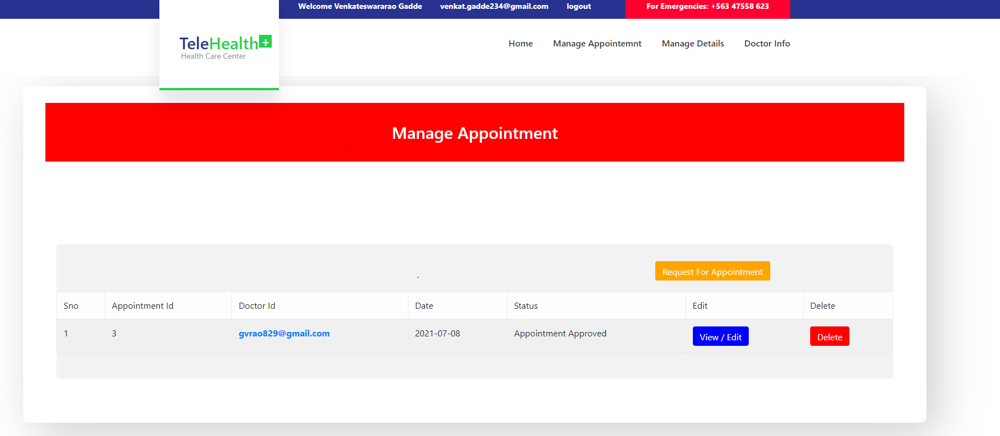 Welcome Venkateswararao Gadde venkat.gadde234@gmail.com logout For Emergencies: +563 47558 623
TeleHealth+
Health Care Center
Home Manage Appointemnt Manage Details Doctor Info
Manage Appointment
.
.
Request For Appointment
Sno Appointment Id Doctor Id Date Status Edit Delete
1 3 gvrao829@gmail.com 2021-07-08 Appointment Approved View / Edit Delete